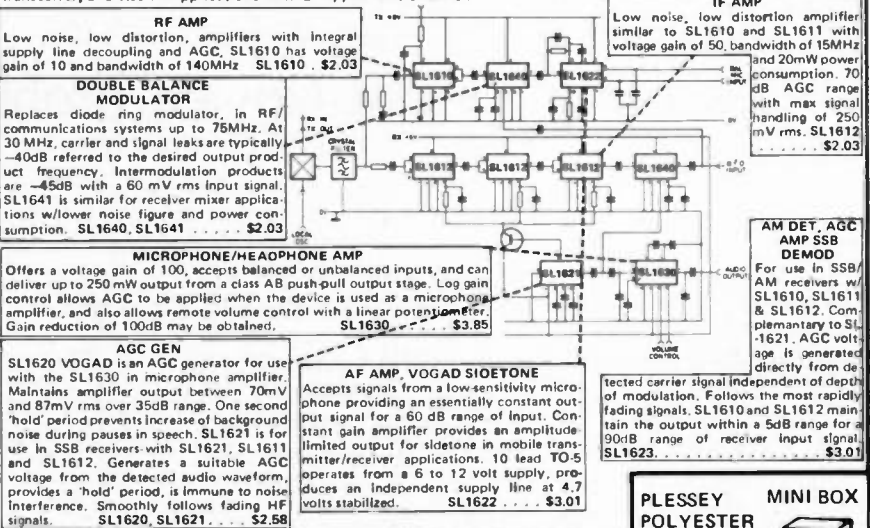 RF AMP
Low noise, low distortion, amplifiers with integral
supply line decoupling and AGC, SL1610 has voltage
gain of 10 and bandwidth of 140MHz SL1610 . $2.03
DOUBLE BALANCE
MODULATOR
Replaces diode ring modulator, in RF/
communications systems up to 75MHz. At
30 MHz, carrier and signal leaks are typically
—40dB referred to the desired output prod-
uct frequency. Intermodulation products
are —45dB with a 60 mV rms input signal.
SL1641 is similar for receiver mixer applica-
tions w/lower noise figure and power con-
sumption. SL1640, SL1641 . . . . . $2.03
IF AMP
Low noise, low distortion amplifier
similar to SL1610 and SL1611 with
voltage gain of 50, bandwidth of 15MHz
and 20mW power
consumption. 70
dB AGC range
with max signal
handling of 250
mV rms. SL1612
. . . . . . $2.03
TX +6V
SL1610
SL1640
SL1622
BAL
MIC
INPUT
0V
RX IN
TX OUT
CRYSTAL
FILTER
RX +6V
SL1612
SL1612
SL1612
SL1640
BFO
INPUT
0V
LOCAL
OSC
SL1621
SL1630
AUDIO
OUTPUT
VOLUME
CONTROL
MICROPHONE/HEAOPHONE AMP
Offers a voltage gain of 100, accepts balanced or unbalanced inputs, and can
deliver up to 250 mW output from a class AB push-pull output stage. Log gain
control allows AGC to be applied when the device is used as a microphone
amplifier, and also allows remote volume control with a linear potentiometer.
Gain reduction of 100dB may be obtained. SL1630 . . . . . $3.85
AM DET, AGC
AMP SSB
DEMOD
For use in SSB/
AM receivers w/
SL1610, SL1611
& SL1612. Com-
plemantary to SL
-1621. AGC volt-
age is generated
directly from de-
tected carrier signal independent of depth
of modulation. Follows the most rapidly
fading signals. SL1610 and SL1612 main-
tain the output within a 5dB range for a
90dB range of receiver input signal.
SL1623. . . . . . . . . . . . . . . $3.01
AGC GEN
SL1620 VOGAD is an AGC generator for use
with the SL1630 in microphone amplifier.
Maintains amplifier output between 70mV
and 87mV rms over 35dB range. One second
'hold' period prevents increase of background
noise during pauses in speech. SL1621 is for
use in SSB receivers with SL1621, SL1611
and SL1612. Generates a suitable AGC
voltage from the detected audio waveform,
provides a 'hold' period, is immune to noise
interference. Smoothly follows fading HF
signals. SL1620, SL1621 . . . . $2.58
AF AMP, VOGAD SIOETONE
Accepts signals from a low-sensitivity micro-
phone providing an essentially constant out-
put signal for a 60 dB range of input. Con-
stant gain amplifier provides an amplitude
limited output for sidetone in mobile trans-
mitter/receiver applications. 10 lead TO-5
operates from a 6 to 12 volt supply, pro-
duces an independent supply line at 4.7
volts stabilized. SL1622 . . . . $3.01
PLESSEY MINI BOX
POLYESTER